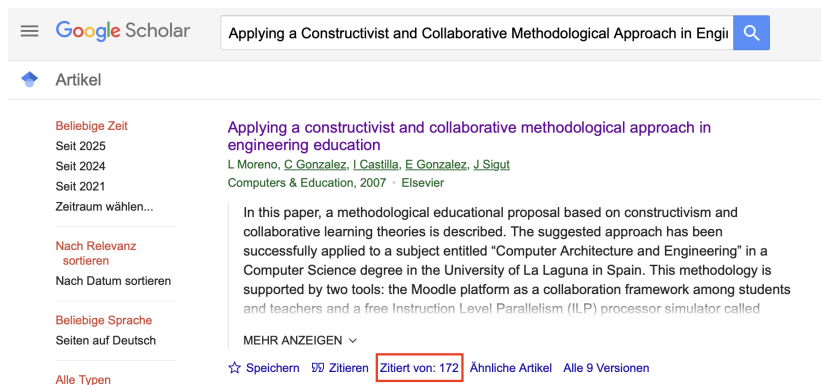 Google Scholar
Applying a Constructivist and Collaborative Methodological Approach in Engi
Artikel
Beliebige Zeit
Seit 2025
Seit 2024
Seit 2021
Zeitraum wählen...
Nach Relevanz
sortieren
Nach Datum sortieren
Beliebige Sprache
Seiten auf Deutsch
Alle Typen
Applying a constructivist and collaborative methodological approach in
engineering education
L Moreno, C Gonzalez, I Castilla, E Gonzalez, J Sigut
Computers & Education, 2007 • Elsevier
In this paper, a methodological educational proposal based on constructivism and
collaborative learning theories is described. The suggested approach has been
successfully applied to a subject entitled “Computer Architecture and Engineering” in a
Computer Science degree in the University of La Laguna in Spain. This methodology is
supported by two tools: the Moodle platform as a collaboration framework among students
and teachers and a free Instruction Level Parallelism (ILP) processor simulator called
MEHR ANZEIGEN
Speichern Zitieren Zitiert von: 172 Ähnliche Artikel Alle 9 Versionen